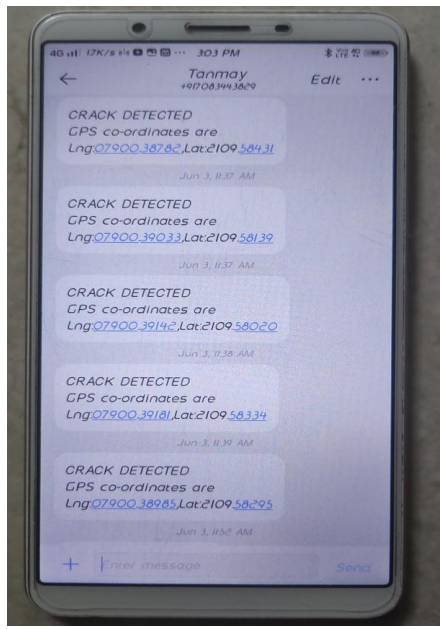 4G 17K/s 3:03 PM
Tanmay
Edit
+917083443829
CRACK DETECTED
GPS co-ordinates are
Lng:07900.38782,Lat:2109.58431
Jun 3, 11:37 AM
CRACK DETECTED
GPS co-ordinates are
Lng:07900.39033,Lat:2109.58139
Jun 3, 11:37 AM
CRACK DETECTED
GPS co-ordinates are
Lng:07900.39142,Lat:2109.58020
Jun 3, 11:38 AM
CRACK DETECTED
GPS co-ordinates are
Lng:07900.39181,Lat:2109.58334
Jun 3, 11:39 AM
CRACK DETECTED
GPS co-ordinates are
Lng:07900.38985,Lat:2109.58295
Jun 3, 11:52 AM
Enter message
Send